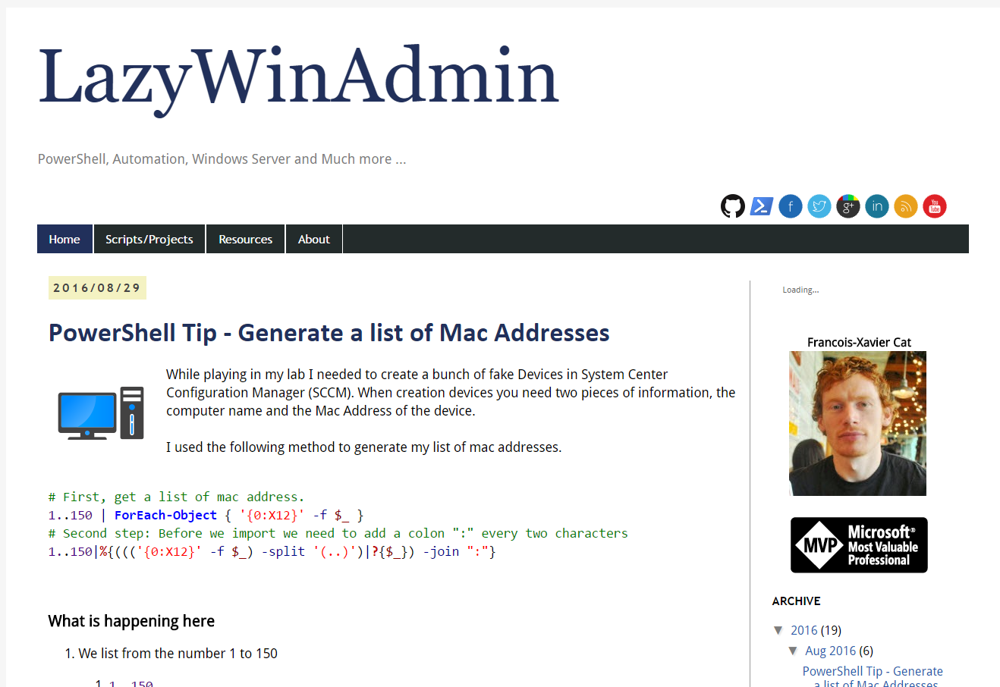 LazyWinAdmin
PowerShell, Automation, Windows Server and Much more ...
f
g+
in
You
Tube
Home
Scripts/Projects
Resources
About
2016/08/29
PowerShell Tip - Generate a list of Mac Addresses
While playing in my lab I needed to create a bunch of fake Devices in System Center
Configuration Manager (SCCM). When creation devices you need two pieces of information, the
computer name and the Mac Address of the device.
I used the following method to generate my list of mac addresses.
# First, get a list of mac address.
1..150 | ForEach-Object { '{0:X12}' -f $_ }
# Second step: Before we import we need to add a colon ":" every two characters
1..150|%{((('{0:X12}' -f $_) -split '(..)')|?{$_}) -join ":"}
What is happening here
1. We list from the number 1 to 150
1. 1..150
Loading...
Francois-Xavier Cat
MVP
Microsoft®
Most Valuable
Professional
ARCHIVE
▼ 2016 (19)
▼ Aug 2016 (6)
PowerShell Tip - Generate
a list of Mac Addresses